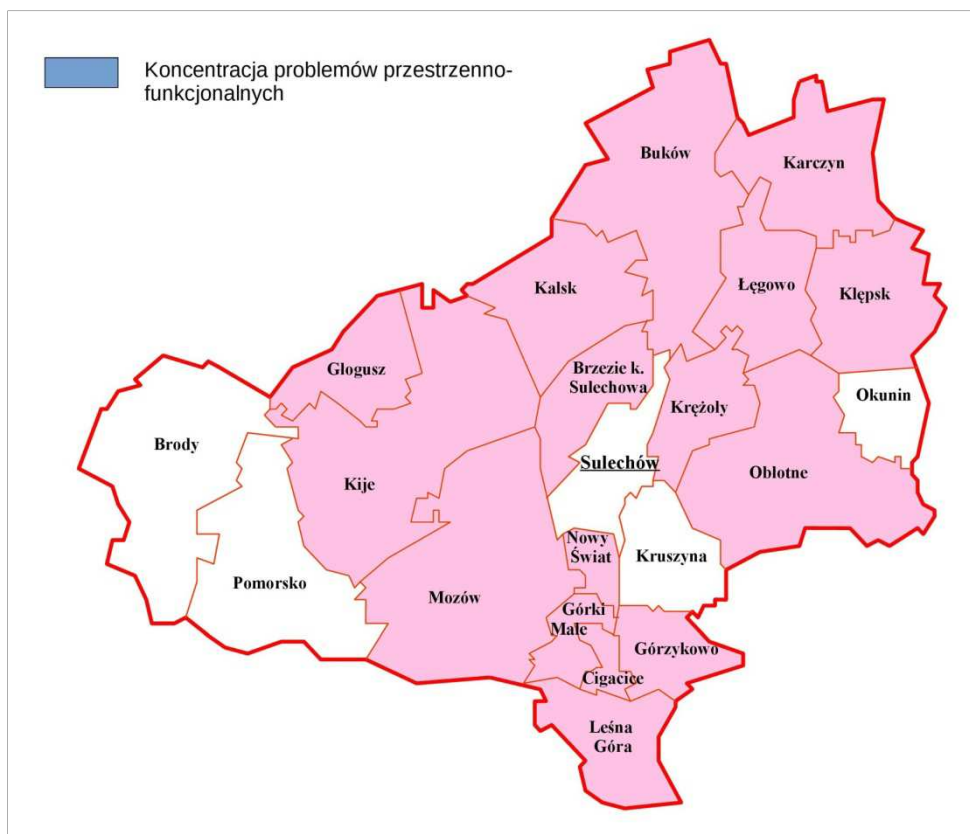 Koncentracja problemów przestrzenno-
funkcjonalnych
Buków
Karczyn
Kalsk
Łęgowo
Klępsk
Głogusz
Brzezie k.
Sulechowa
Krężoły
Okunin
Brody
Kije
Sulechów
Obłotne
Nowy
Świat
Kruszyna
Pomorsko
Mozów
Górki
Małe
Górzykowo
Cigacice
Leśna
Góra